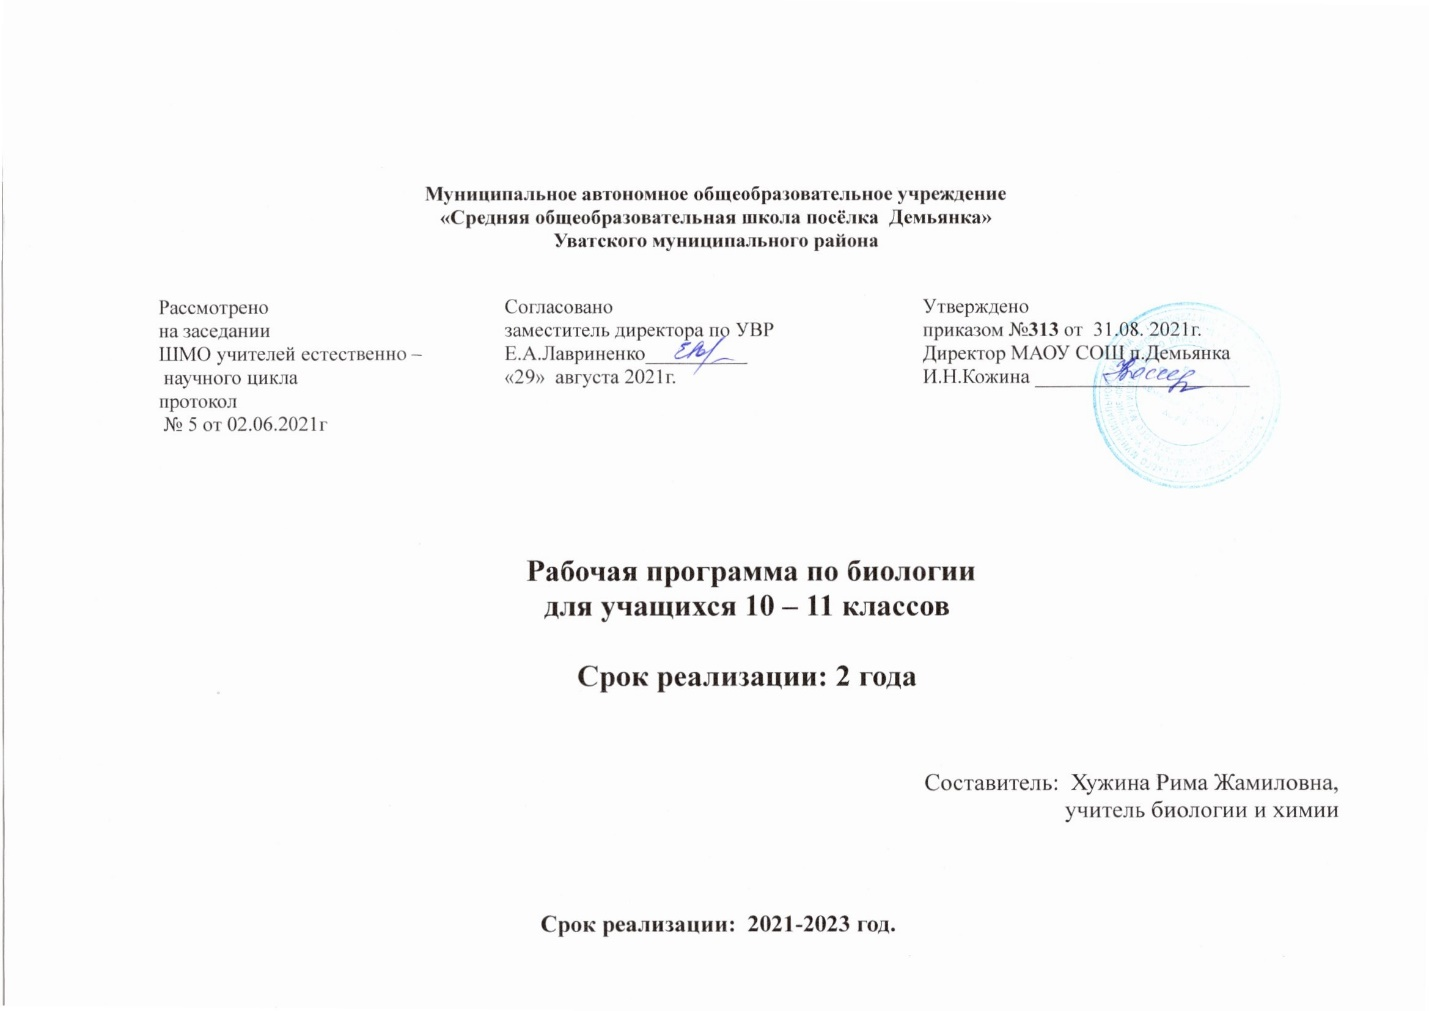 Муниципальное автономное общеобразовательное учреждение
«Средняя общеобразовательная школа посёлка Демьянка»
Уватского муниципального района
Рассмотрено
на заседании
ШМО учителей естественно –
научного цикла
протокол
№ 5 от 02.06.2021г
Согласовано
заместитель директора по УВР
Е.А.Лавриненко__________
«29» августа 2021г.
Утверждено
приказом №313 от 31.08. 2021г.
Директор МАОУ СОШ п.Демьянка
И.Н.Кожина _____________________
Рабочая программа по биологии
для учащихся 10 – 11 классов
Срок реализации: 2 года
Составитель: Хужина Рима Жамиловна,
учитель биологии и химии
Срок реализации: 2021-2023 год.